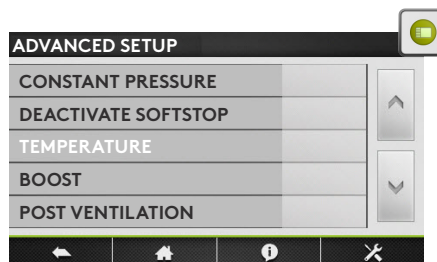 ADVANCED SETUP
CONSTANT PRESSURE
DEACTIVATE SOFTSTOP
TEMPERATURE
BOOST
POST VENTILATION